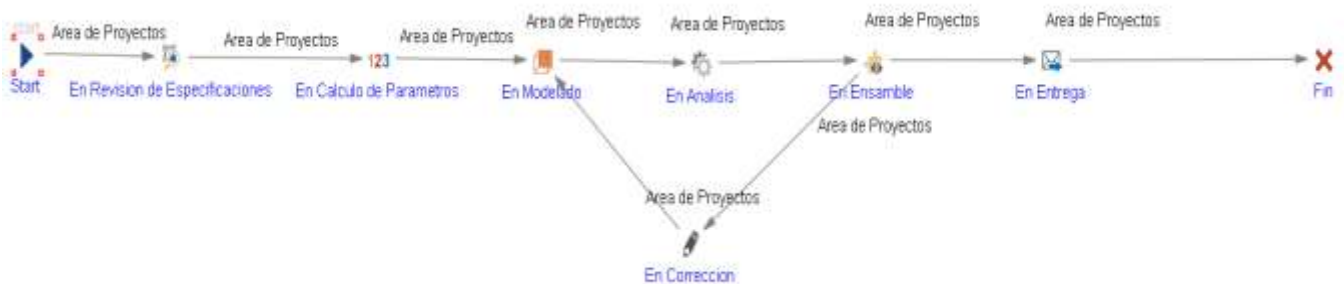 Area de Proyectos
Area de Proyectos
Area de Proyectos
Area de Proyectos
Area de Proyectos
Area de Proyectos
Area de Proyectos
123
Start
En Revision de Especificaciones
En Calculo de Parametros
En Modelado
En Analisis
En Ensamble
En Entrega
Fin
Area de Proyectos
Area de Proyectos
En Correccion